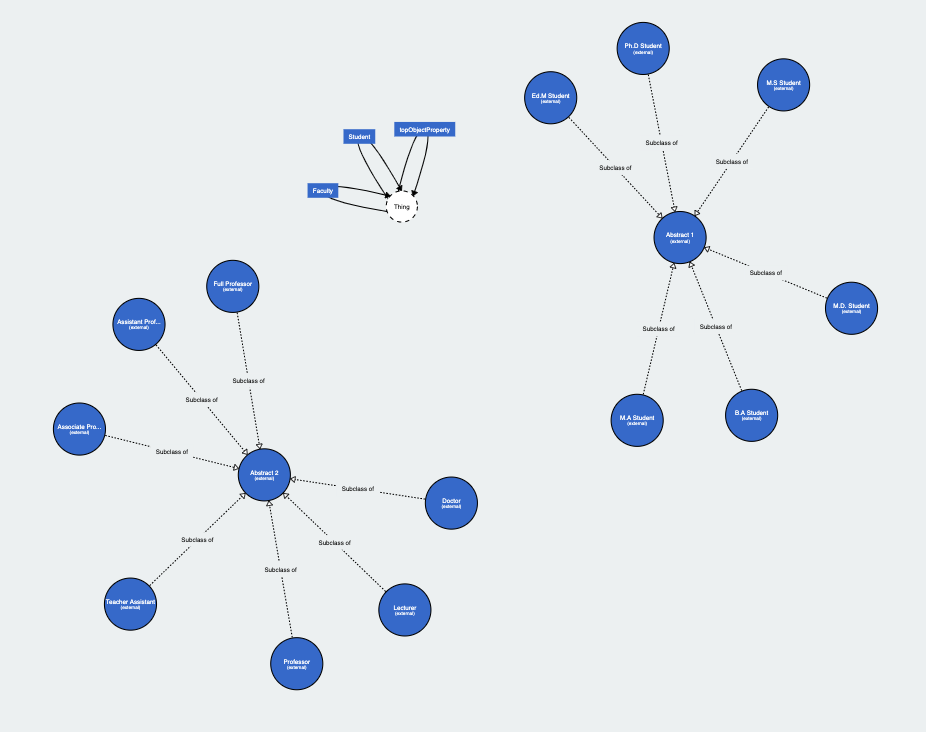 Ph.D Student
(external)
Ed.M Student
(external)
M.S Student
(external)
Subclass of
Subclass of
Subclass of
Student
topObjectProperty
Faculty
Thing
Abstract 1
(external)
Subclass of
M.D. Student
(external)
Subclass of
Subclass of
M.A Student
(external)
B.A Student
(external)
Full Professor
(external)
Assistant Prof...
(external)
Subclass of
Subclass of
Associate Pro...
(external)
Subclass of
Abstract 2
(external)
Subclass of
Doctor
(external)
Subclass of
Subclass of
Subclass of
Teacher Assistant
(external)
Lecturer
(external)
Professor
(external)